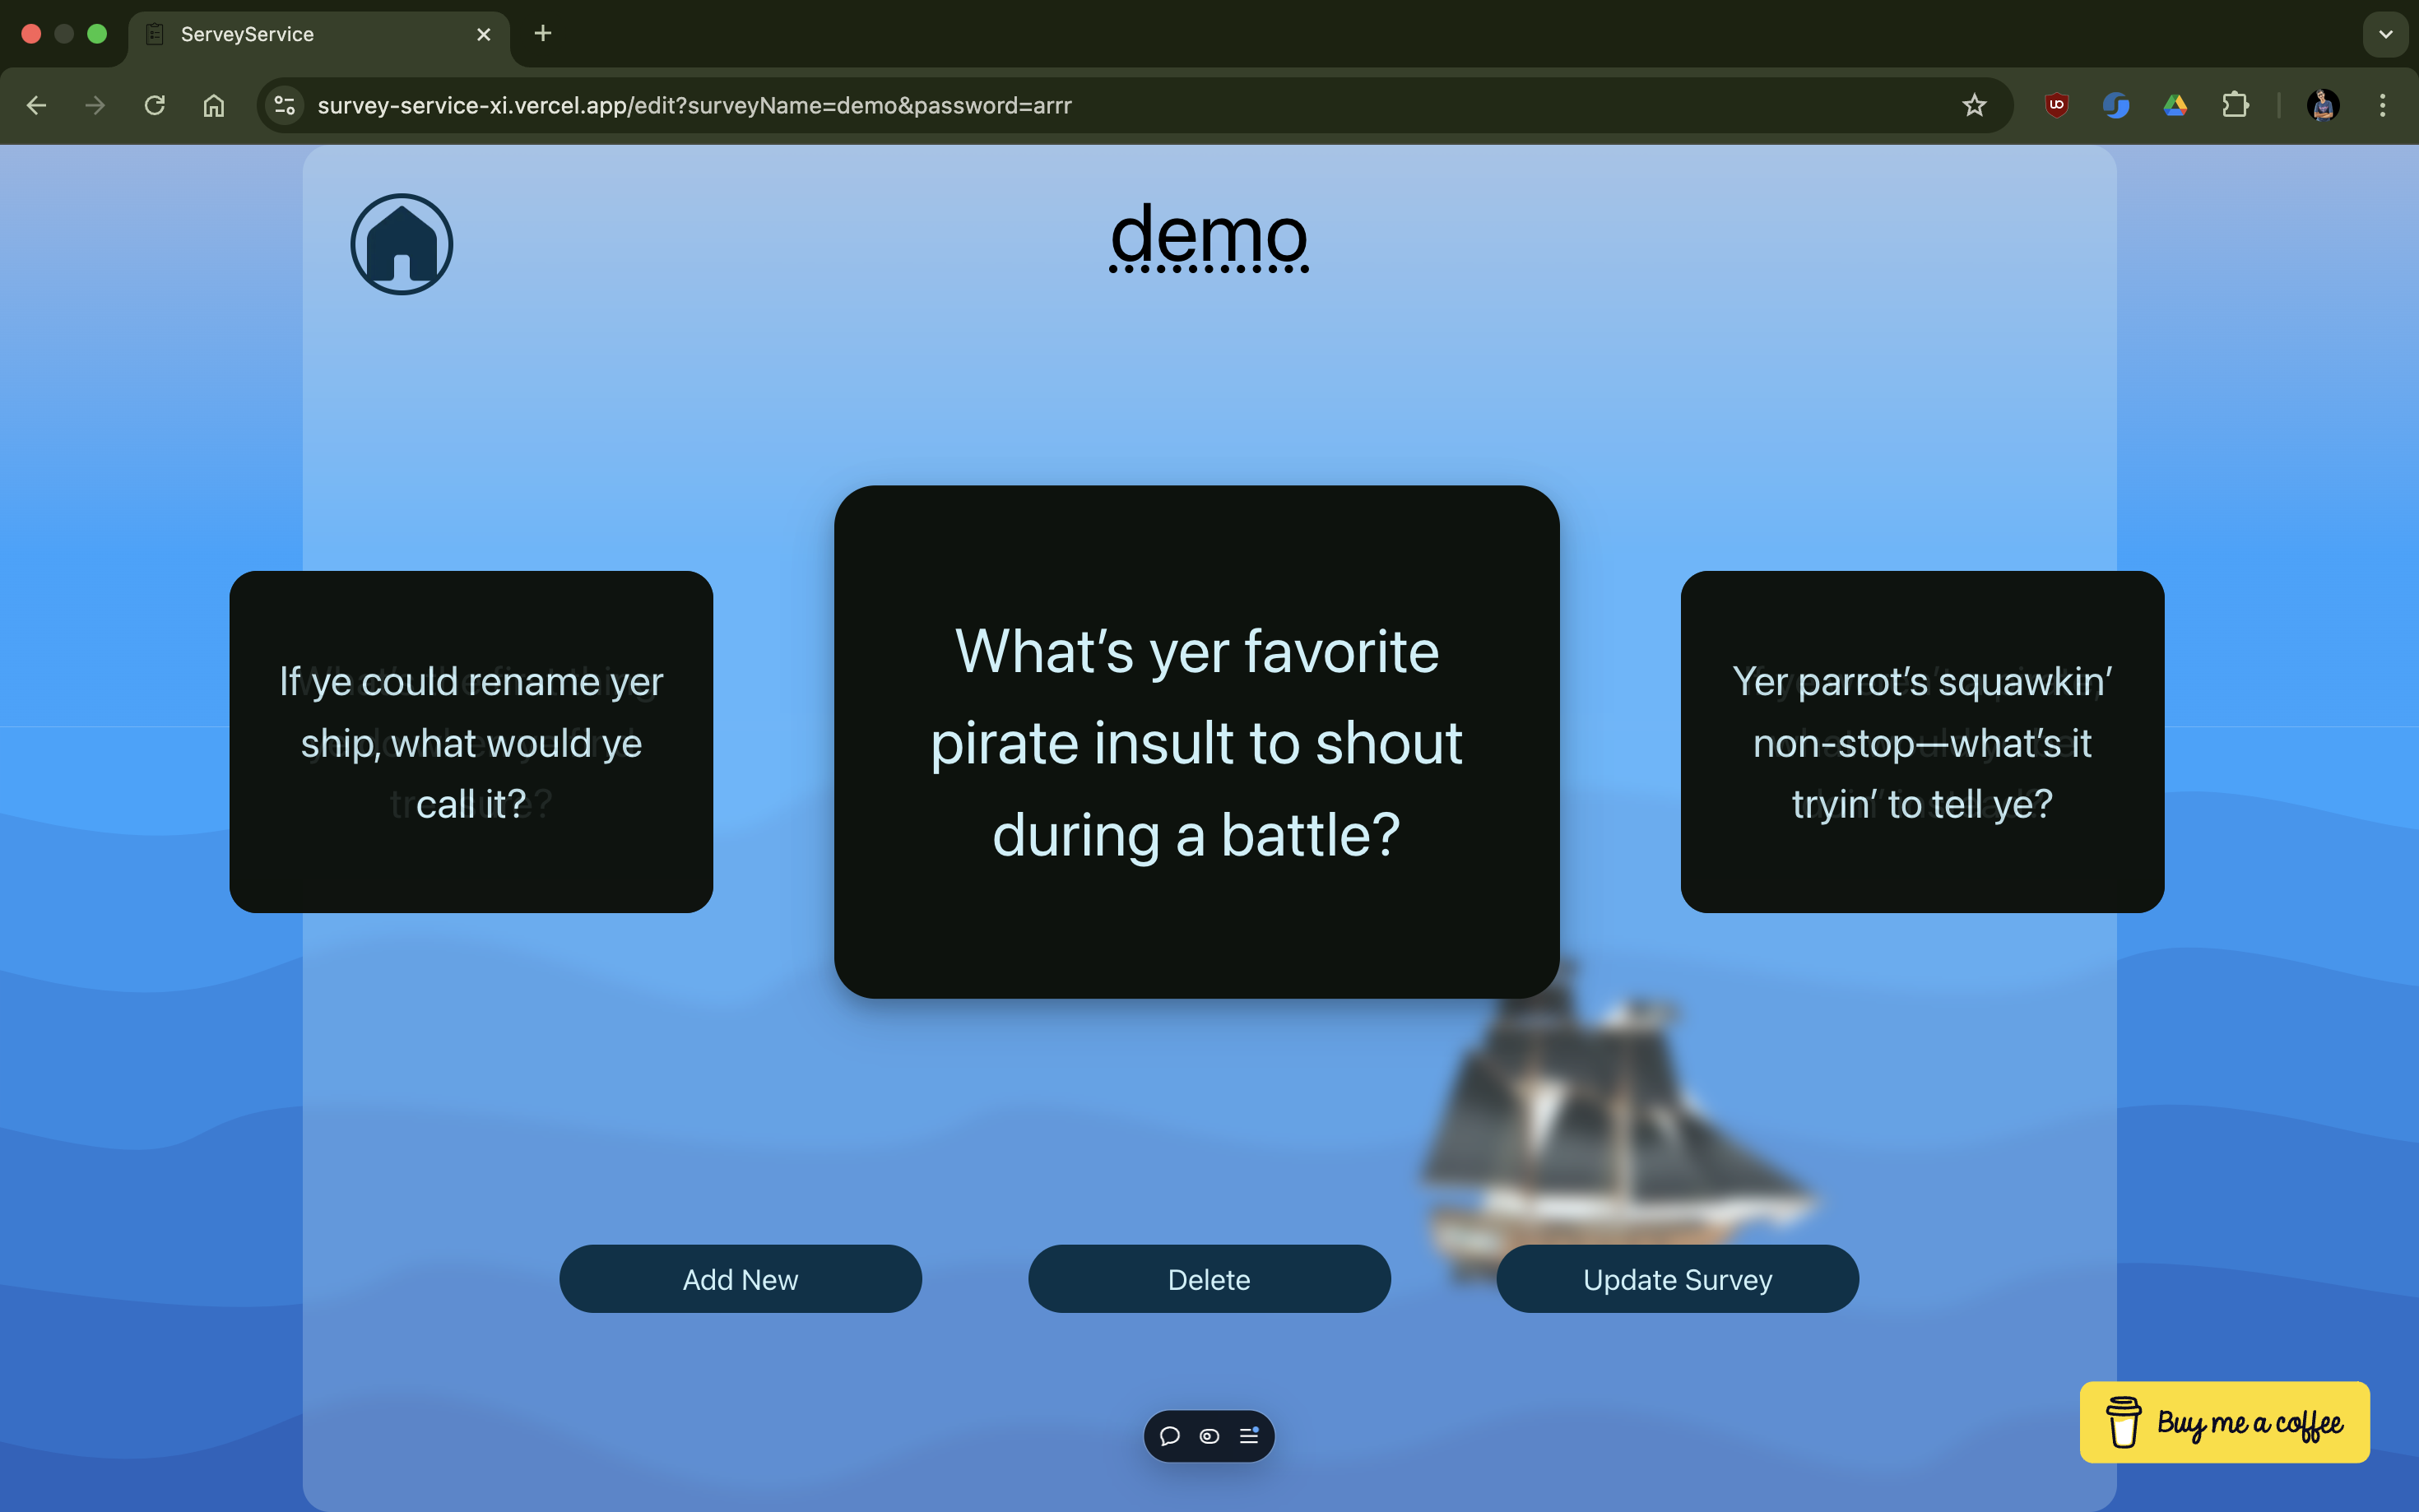 ServeyService
survey-service-xi.vercel.app/edit?surveyName=demo&password=arrr
demo
If ye could rename yer
ship, what would ye
call it?
What’s yer favorite
pirate insult to shout
during a battle?
Yer parrot’s squawkin’
non-stop—what’s it
tryin’ to tell ye?
Add New
Delete
Update Survey
Buy me a coffee